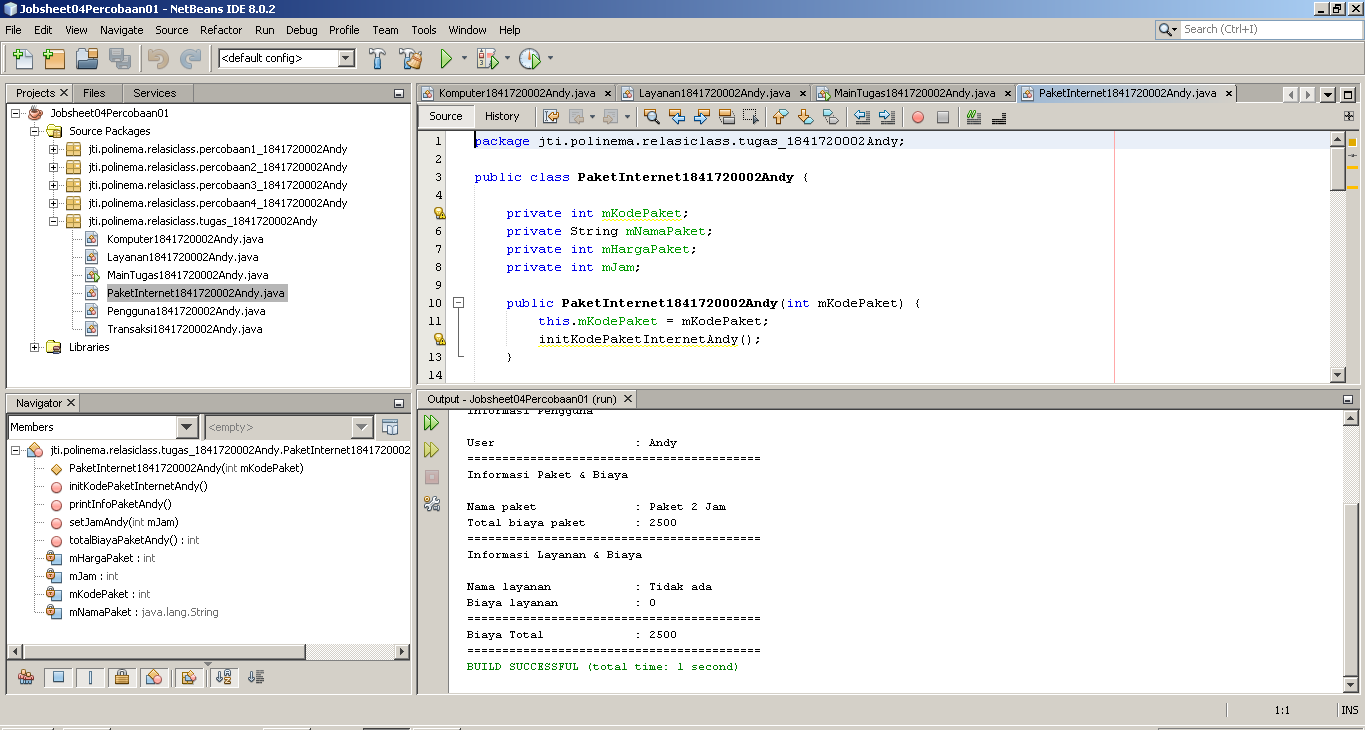 Jobsheet04Percobaan01 - NetBeans IDE 8.0.2
File Edit View Navigate Source Refactor Run Debug Profile Team Tools Window Help
Search (Ctrl+I)
<default config>
Projects Files Services
Jobsheet04Percobaan01
Source Packages
jti.polinema.relasiclass.percobaan1_1841720002Andy
jti.polinema.relasiclass.percobaan2_1841720002Andy
jti.polinema.relasiclass.percobaan3_1841720002Andy
jti.polinema.relasiclass.percobaan4_1841720002Andy
jti.polinema.relasiclass.tugas_1841720002Andy
Komputer1841720002Andy.java
Layanan1841720002Andy.java
MainTugas1841720002Andy.java
PaketInternet1841720002Andy.java
Pengguna1841720002Andy.java
Transaksi1841720002Andy.java
Libraries
Navigator
Members
<empty>
jti.polinema.relasiclass.tugas_1841720002Andy.PaketInternet1841720002
PaketInternet1841720002Andy(int mKodePaket)
initKodePaketInternetAndy()
printInfoPaketAndy()
setJamAndy(int mJam)
totalBiayaPaketAndy() : int
mHargaPaket : int
mJam : int
mKodePaket : int
mNamaPaket : java.lang.String
Komputer1841720002Andy.java Layanan1841720002Andy.java MainTugas1841720002Andy.java PaketInternet1841720002Andy.java
Source History
1 package jti.polinema.relasiclass.tugas_1841720002Andy;
2
3 public class PaketInternet1841720002Andy {
4
private int mKodePaket;
6 private String mNamaPaket;
7 private int mHargaPaket;
8 private int mJam;
9
10 public PaketInternet1841720002Andy(int mKodePaket) {
11 this.mKodePaket = mKodePaket;
initKodePaketInternetAndy();
13 }
14
Output - Jobsheet04Percobaan01 (run)
Informasi Pengguna
User : Andy
==========================================
Informasi Paket & Biaya
Nama paket : Paket 2 Jam
Total biaya paket : 2500
==========================================
Informasi Layanan & Biaya
Nama layanan : Tidak ada
Biaya layanan : 0
==========================================
Biaya Total : 2500
==========================================
BUILD SUCCESSFUL (total time: 1 second)
1:1 INS